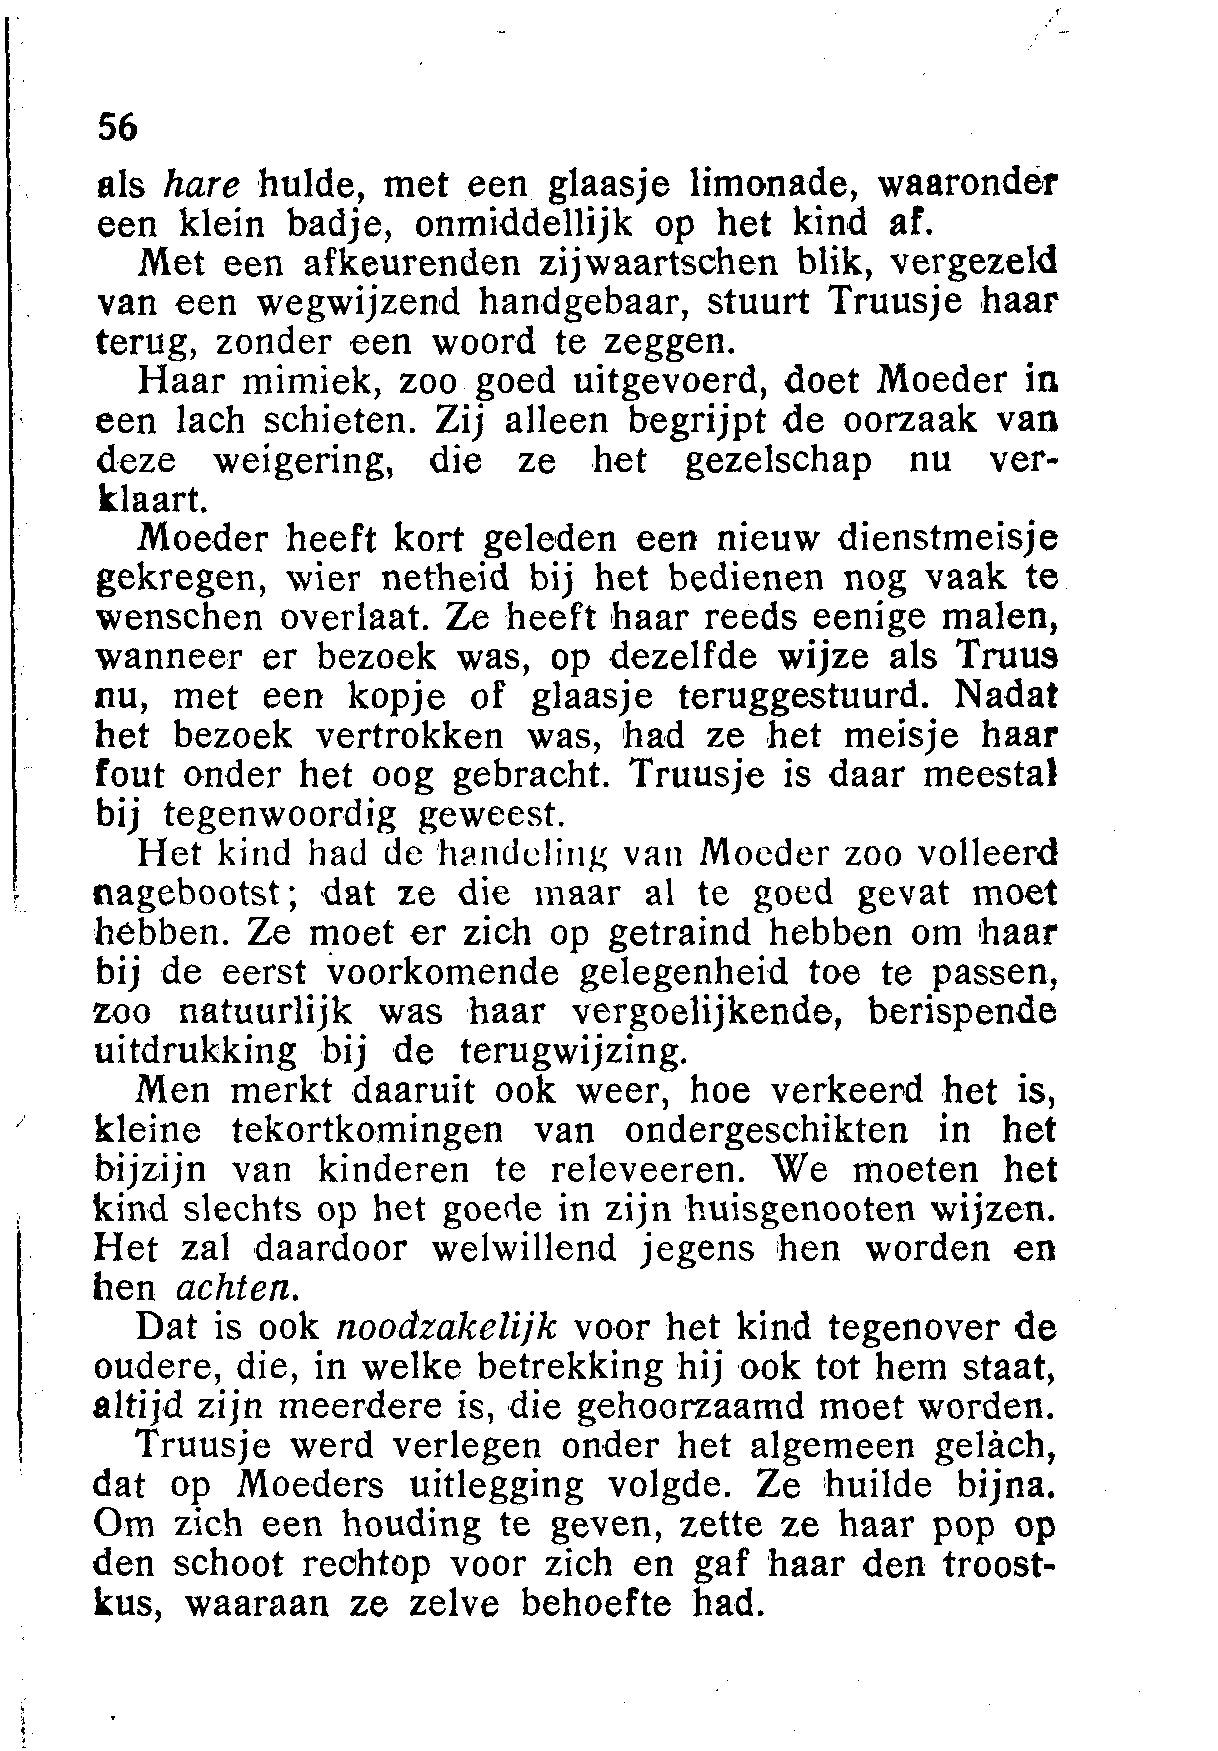 56
als hare hulde, met een glaasje limonade, waaronder
een klein badje, onmiddellijk op het kind af.
Met een afkeurenden zijwaartschen blik, vergezeld
van een wegwijzend handgebaar, stuurt Truusje haar
terug, zonder een woord te zeggen.
Haar mimiek, zoo goed uitgevoerd, doet Moeder in
een lach schieten. Zij alleen begrijpt de oorzaak van
deze weigering, die ze het gezelschap nu ver-
klaart.
Moeder heeft kort geleden een nieuw dienstmeisje
gekregen, wier netheid bij het bedienen nog vaak te
wenschen overlaat. Ze heeft haar reeds eenige malen,
wanneer er bezoek was, op dezelfde wijze als Truus
nu, met een kopje of glaasje teruggestuurd. Nadat
het bezoek vertrokken was, had ze het meisje haar
fout onder het oog gebracht. Truusje is daar meestal
bij tegenwoordig geweest.
Het kind had de handeling van Moeder zoo volleerd
nagebootst; dat ze die maar al te goed gevat moet
hebben. Ze moet er zich op getraind hebben om haar
bij de eerst voorkomende gelegenheid toe te passen,
zoo natuurlijk was haar vergoelijkende, berispende
uitdrukking bij de terugwijzing.
Men merkt daaruit ook weer, hoe verkeerd het is,
kleine tekortkomingen van ondergeschikten in het
bijzijn van kinderen te releveeren. We moeten het
kind slechts op het goede in zijn huisgenooten wijzen.
Het zal daardoor welwillend jegens hen worden en
hen achten.
Dat is ook noodzakelijk voor het kind tegenover de
oudere, die, in welke betrekking hij ook tot hem staat,
altijd zijn meerdere is, die gehoorzaamd moet worden.
Truusje werd verlegen onder het algemeen gelàch,
dat op Moeders uitlegging volgde. Ze huilde bijna.
Om zich een houding te geven, zette ze haar pop op
den schoot rechtop voor zich en gaf haar den troost-
kus, waaraan ze zelve behoefte had.